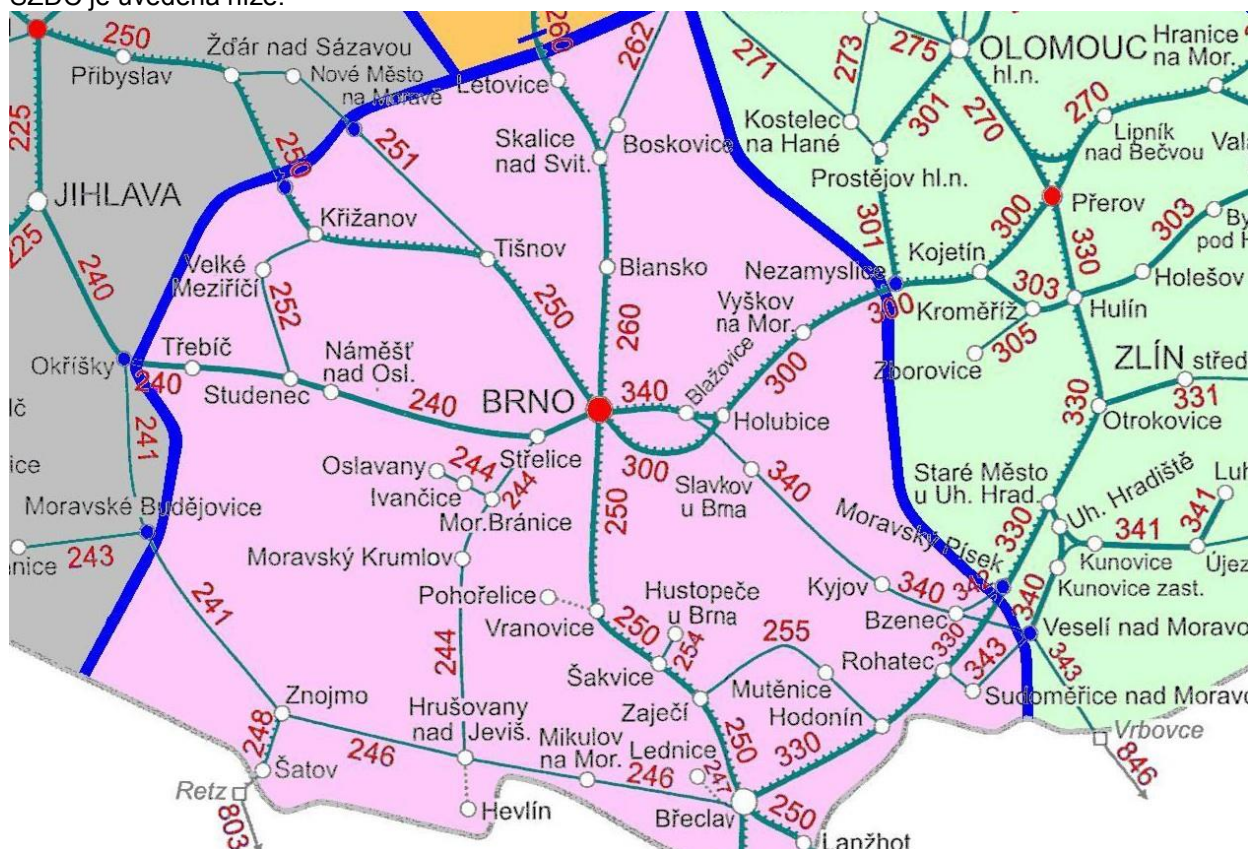 SŽDC je uvedena níže:
250
Přibyslav
Žďár nad Sázavou
Nové Město
na Moravě
260
262
Letovice
271
273
275
OLOMOUC
hl.n.
Hranice
na Mor.
225
251
250
Skalice
nad Svit.
Boskovice
Kostelec
na Hané
301
270
270
Lipník
nad Bečvou
JIHLAVA
Prostějov hl.n.
Přerov
225
240
Křižanov
Tišnov
301
300
303
Velké
Meziříčí
Blansko
Nezamyslice
Kojetín
330
303
Holešov
252
250
260
Vyškov
na Mor.
300
Kroměříž
Hulín
305
Zborovice
Okříšky
Třebíč
240
Studenec
Náměšť
nad Osl.
240
BRNO
340
Blažovice
300
Holubice
ZLÍN střed
331
330
Otrokovice
241
Střelice
300
Oslavany
244
Ivančice
244
Mor.Bránice
Slavkov
u Brna
340
Staré Město
u Uh. Hrad.
Uh. Hradiště
341
341
Moravské Budějovice
250
Moravský Písek
330
Kunovice
Kunovice zast.
243
Moravský Krumlov
Kyjov
340
340
Bzenec
Veselí nad Moravo
Pohořelice
Vranovice
Hustopeče
u Brna
250
254
255
330
343
343
241
244
Šakvice
Rohatec
Mutěnice
Sudoměřice nad Moravo
Znojmo
Zaječí
Hodonín
248
246
Hrušovany
nad Jeviš.
Mikulov
na Mor.
Lednice
247
250
330
Vrbovce
846
Šatov
Retz
246
803
Hevlín
Břeclav
250
Lanžhot